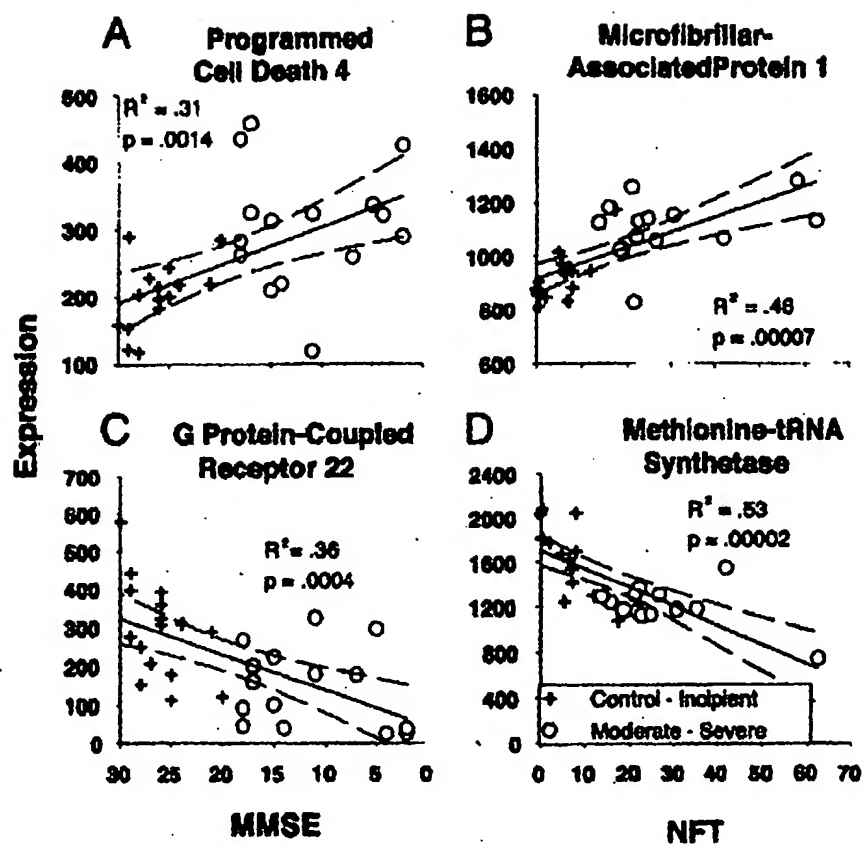 A Programmed
Cell Death 4
R² = .31
p = .0014
500
400
300
200
100
B Microfibrillar-
AssociatedProtein 1
1600
1400
1200
1000
800
600
R² = .46
p = .00007
Expression
C G Protein-Coupled
Receptor 22
700
600
500
400
300
200
100
0
R² = .36
p = .0004
30 25 20 15 10 5 0
MMSE
D Methionine-tRNA
Synthetase
2400
2000
1600
1200
800
400
0
R² = .53
p = .00002
+ Control - Incipient
O Moderate - Severe
0 10 20 30 40 50 60 70
NFT